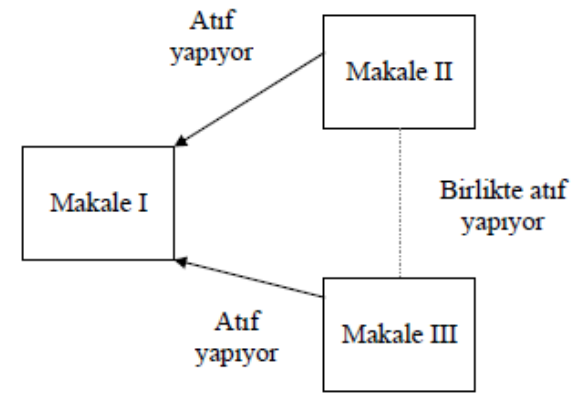 Atıf
yapıyor
Makale II
Makale I
Birlikte atıf
yapıyor
Atıf
yapıyor
Makale III